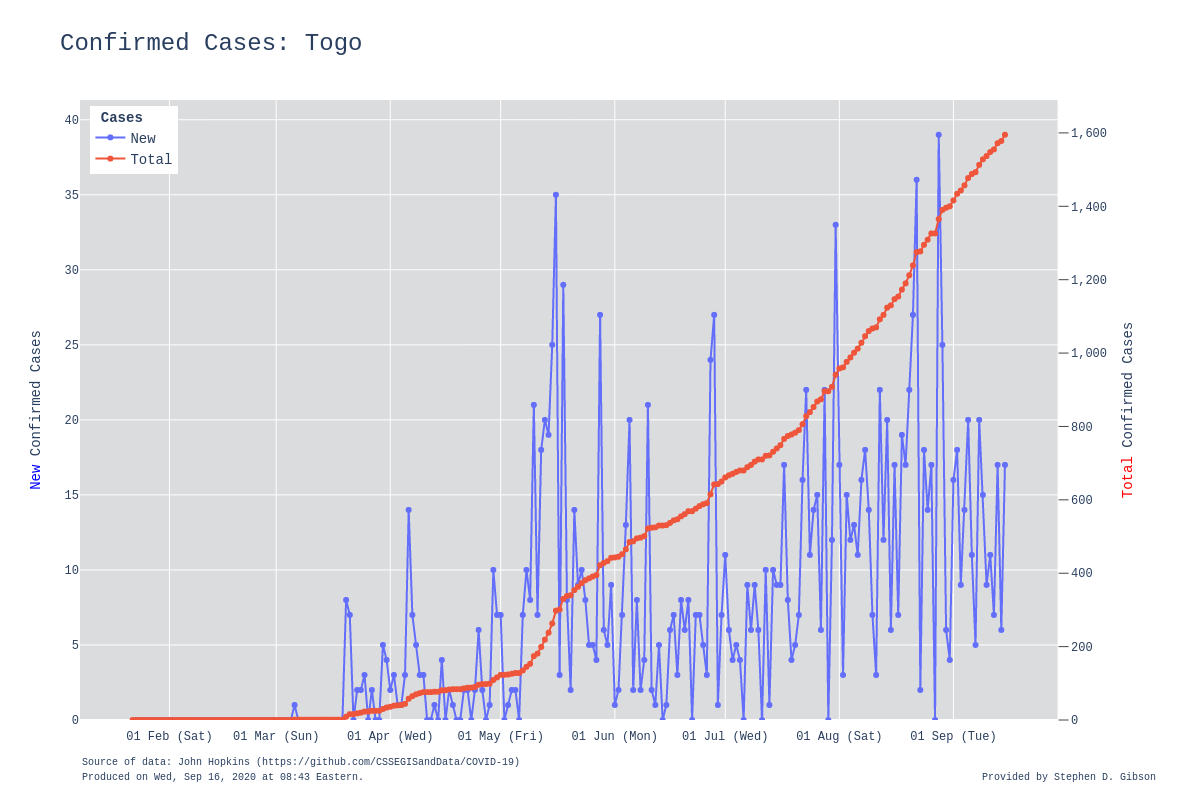 Confirmed Cases: Togo
Cases
New
Total
40
35
30
25
20
15
10
5
0
1,600
1,400
1,200
1,000
800
600
400
200
0
New Confirmed Cases
Total Confirmed Cases
01 Feb (Sat)
01 Mar (Sun)
01 Apr (Wed)
01 May (Fri)
01 Jun (Mon)
01 Jul (Wed)
01 Aug (Sat)
01 Sep (Tue)
Source of data: John Hopkins (https://github.com/CSSEGISandData/COVID-19)
Produced on Wed, Sep 16, 2020 at 08:43 Eastern.
Provided by Stephen D. Gibson